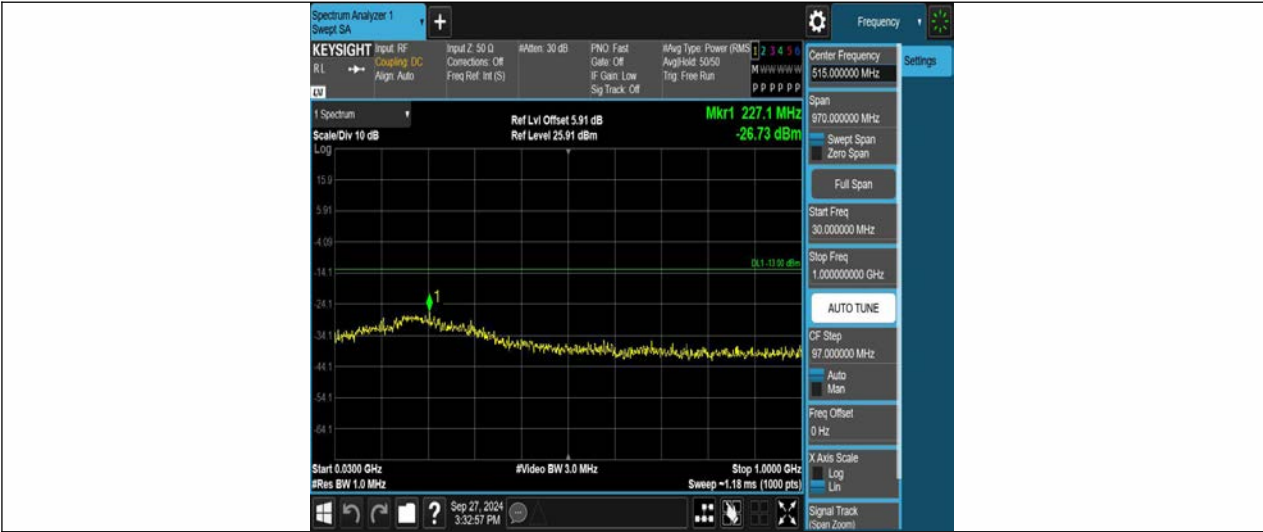 Spectrum Analyzer 1
Swept SA
+
Frequency
KEYSIGHT
RL
Input: RF
Coupling: DC
Align: Auto
Input Z: 50 Ω
Corrections: Off
Freq Ref: Int (S)
#Atten: 30 dB
PNO: Fast
Gate: Off
IF Gain: Low
Sig Track: Off
#Avg Type: Power (RMS
Avg|Hold: 50/50
Trig: Free Run
1 2 3 4 5 6
M W W W W W
P P P P P P
LNI
Center Frequency
515.000000 MHz
Settings
Span
970.000000 MHz
Swept Span
Zero Span
Full Span
Start Freq
30.000000 MHz
Stop Freq
1.000000000 GHz
AUTO TUNE
CF Step
97.000000 MHz
Auto
Man
Freq Offset
0 Hz
X Axis Scale
Log
Lin
Signal Track
(Span Zoom)
1 Spectrum
Scale/Div 10 dB
Log
Ref Lvl Offset 5.91 dB
Ref Level 25.91 dBm
Mkr1 227.1 MHz
-26.73 dBm
15.9
5.91
-4.09
DL1 -13.00 dBm
-14.1
1
-24.1
-34.1
-44.1
-54.1
-64.1
Start 0.0300 GHz
#Res BW 1.0 MHz
#Video BW 3.0 MHz
Stop 1.0000 GHz
Sweep ~1.18 ms (1000 pts)
?
Sep 27, 2024
3:32:57 PM